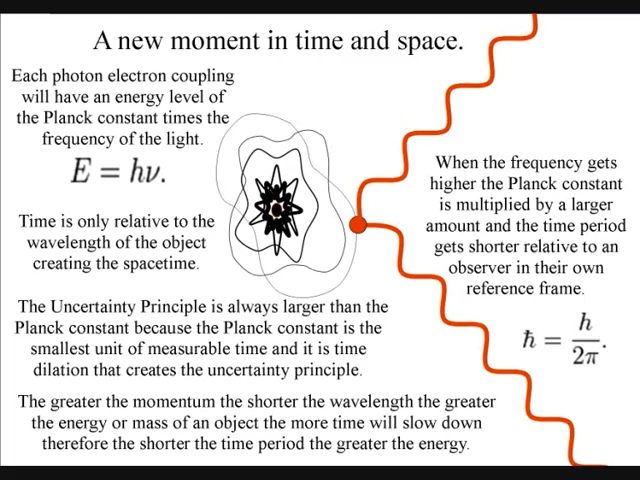 A new moment in time and space.
Each photon electron coupling
will have an energy level of
the Planck constant times the
frequency of the light.
E = hν.
Time is only relative to the
wavelength of the object
creating the spacetime.
When the frequency gets
higher the Planck constant
is multiplied by a larger
amount and the time period
gets shorter relative to an
observer in their own
reference frame.
ħ = h/2π.
The Uncertainty Principle is always larger than the
Planck constant because the Planck constant is the
smallest unit of measurable time and it is time
dilation that creates the uncertainty principle.
The greater the momentum the shorter the wavelength the greater
the energy or mass of an object the more time will slow down
therefore the shorter the time period the greater the energy.